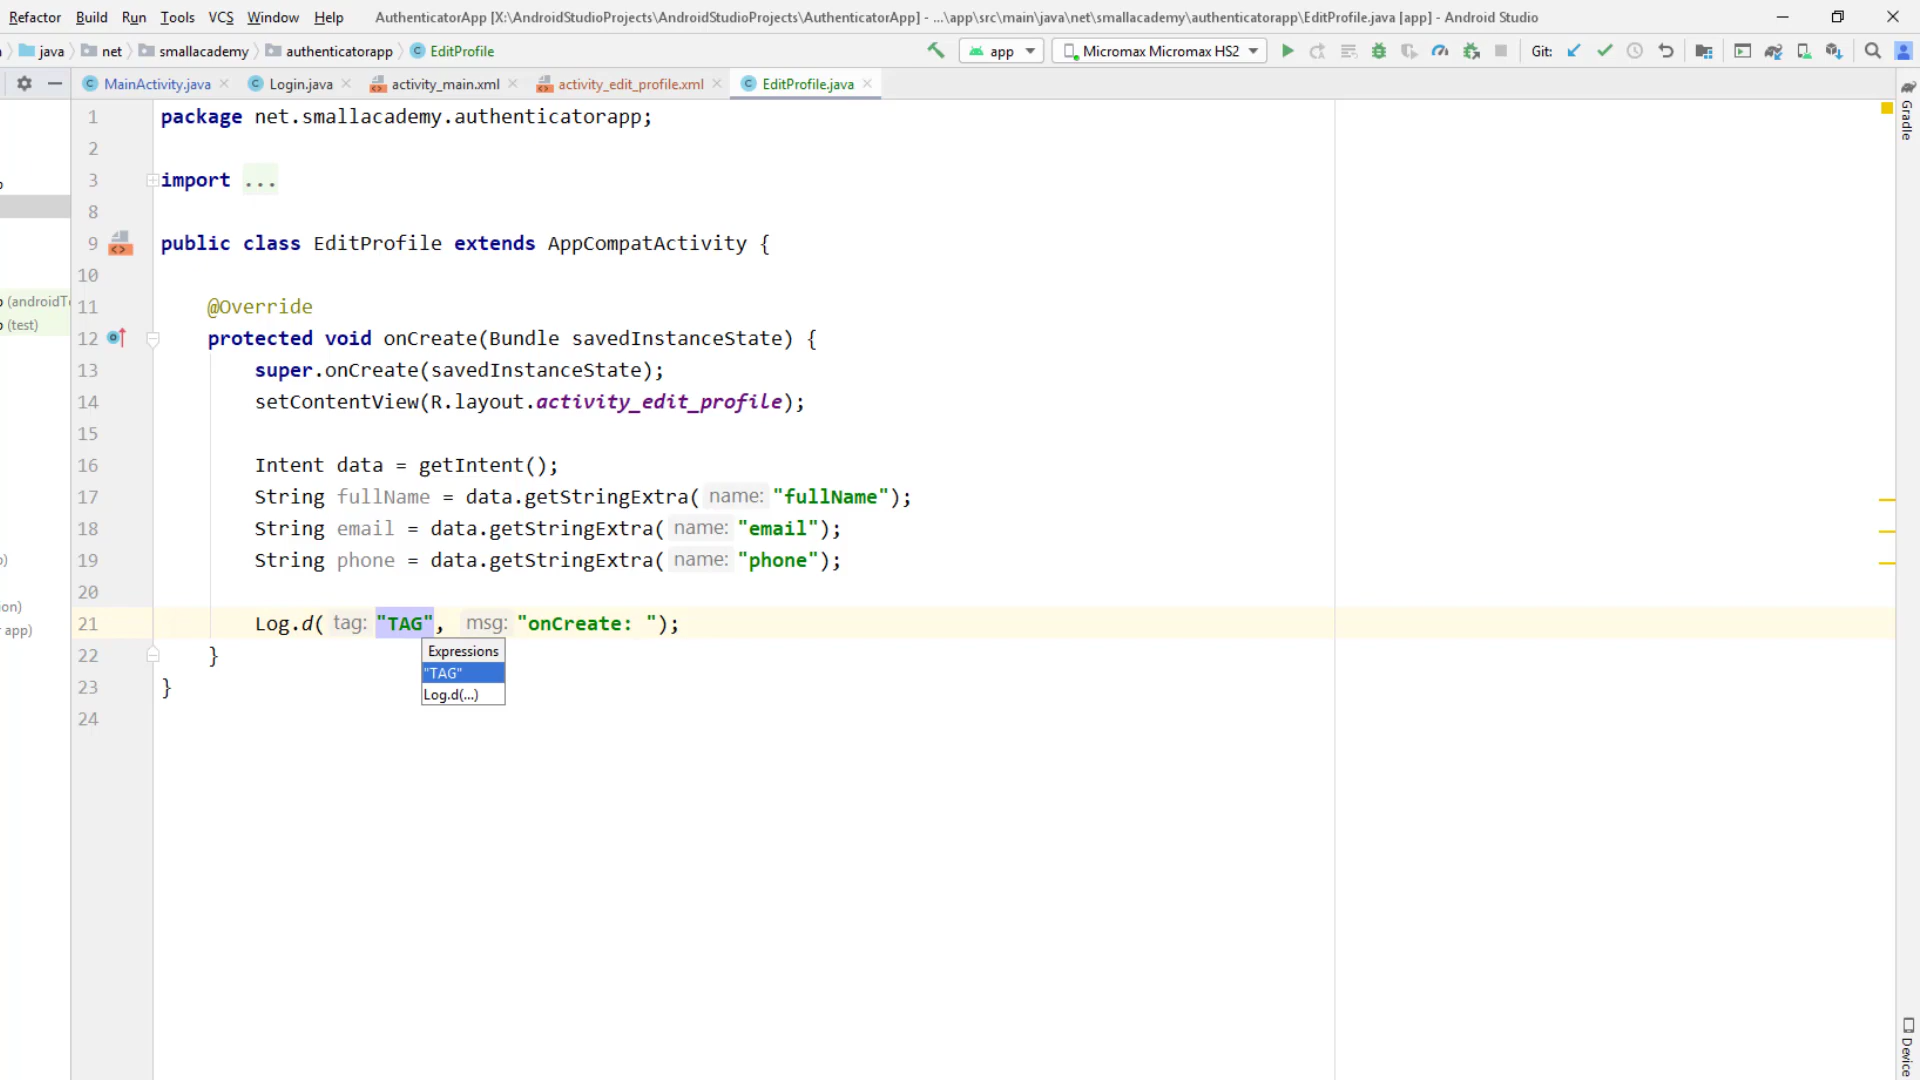 Refactor Build Run Tools VCS Window Help AuthenticatorApp [X:\AndroidStudioProjects\AndroidStudioProjects\AuthenticatorApp] - ...\app\src\main\java\net\smallacademy\authenticatorapp\EditProfile.java [app] - Android Studio
java net smallacademy authenticatorapp EditProfile app Micromax Micromax HS2 Git:
MainActivity.java Login.java activity_main.xml activity_edit_profile.xml EditProfile.java
Gradle
1 package net.smallacademy.authenticatorapp;
2
3 import ...
8
9 public class EditProfile extends AppCompatActivity {
10
(androidT
11 @Override
(test)
12 protected void onCreate(Bundle savedInstanceState) {
13 super.onCreate(savedInstanceState);
14 setContentView(R.layout.activity_edit_profile);
15
16 Intent data = getIntent();
17 String fullName = data.getStringExtra( name: "fullName");
18 String email = data.getStringExtra( name: "email");
19 String phone = data.getStringExtra( name: "phone");
20
ion)
21 Log.d( tag: "TAG", msg: "onCreate: ");
app)
22 }
Expressions
"TAG"
Log.d(...)
23 }
24
Device